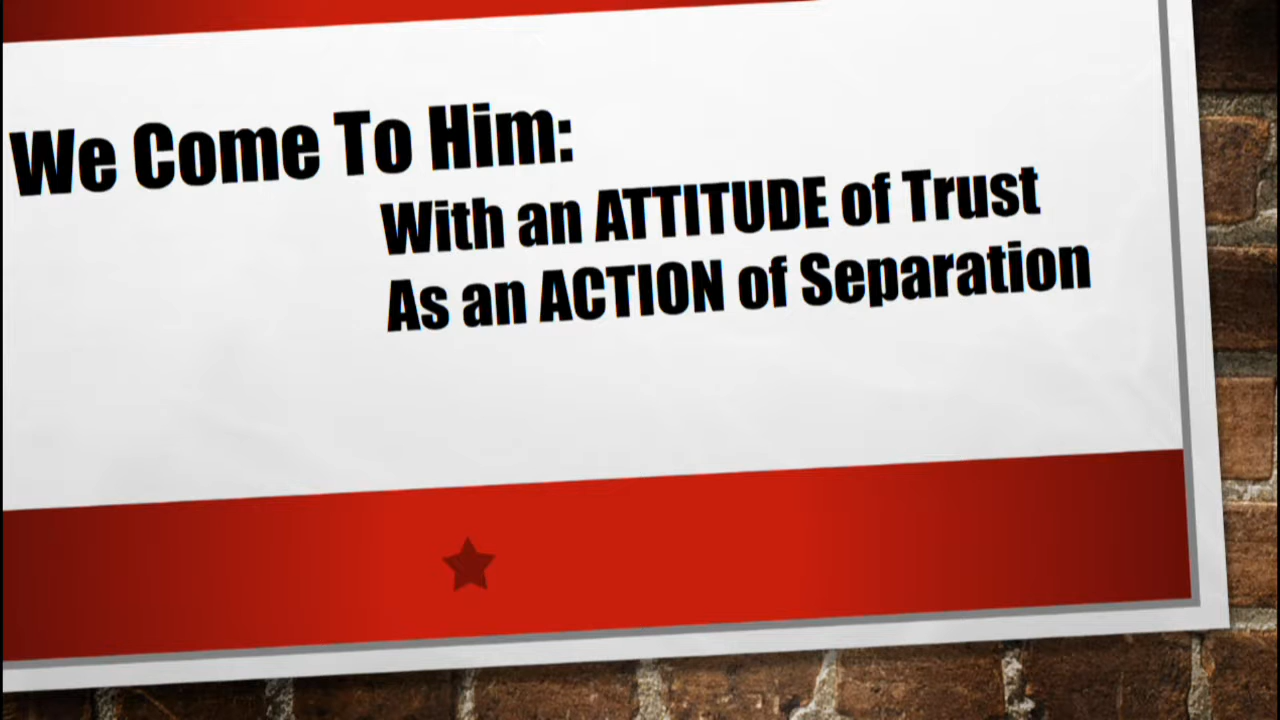 We Come To Him:
With an ATTITUDE of Trust
As an ACTION of Separation